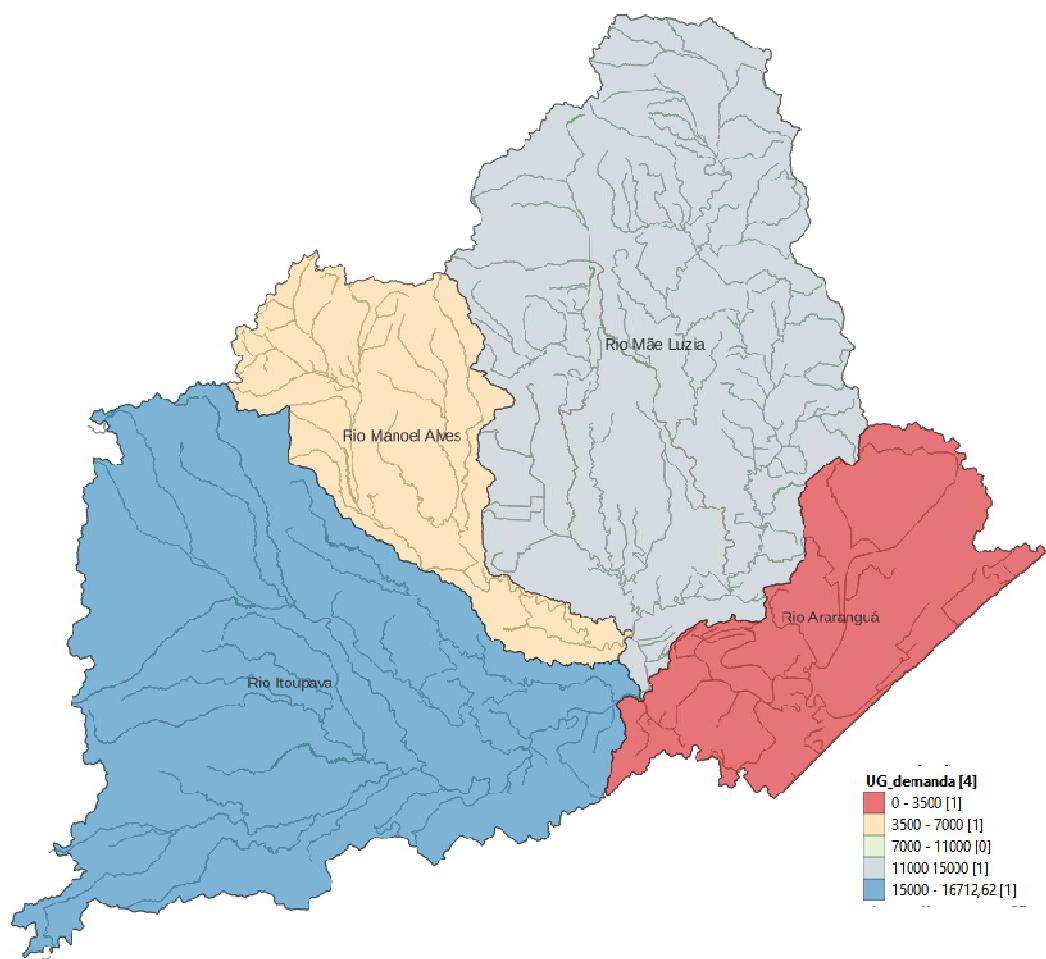 Rio Mãe Luzia
Rio Manoel Alves
Rio Araranguá
Rio Itoupava
UG_demanda [4]
0 - 3500 [1]
3500 - 7000 [1]
7000 - 11000 [0]
11000 15000 [1]
15000 - 16712,62 [1]